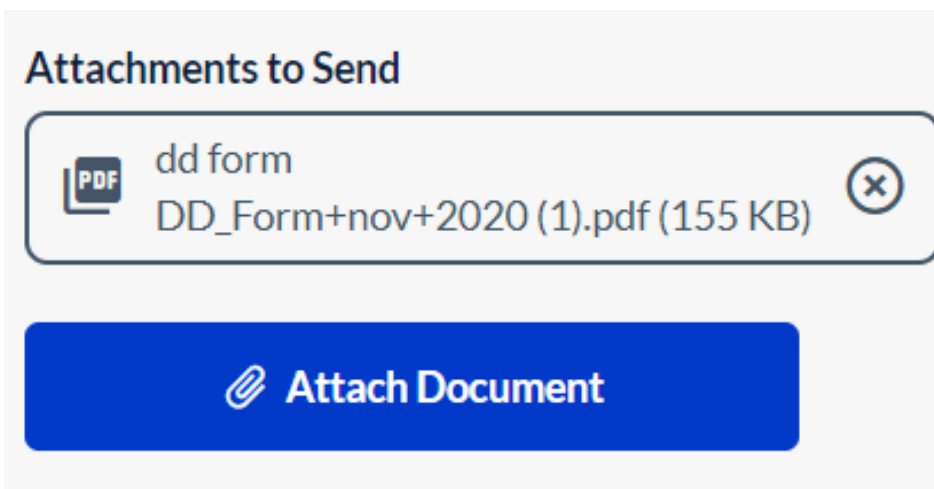 Attachments to Send
PDF
dd form
DD_Form+nov+2020 (1).pdf (155 KB)
Attach Document